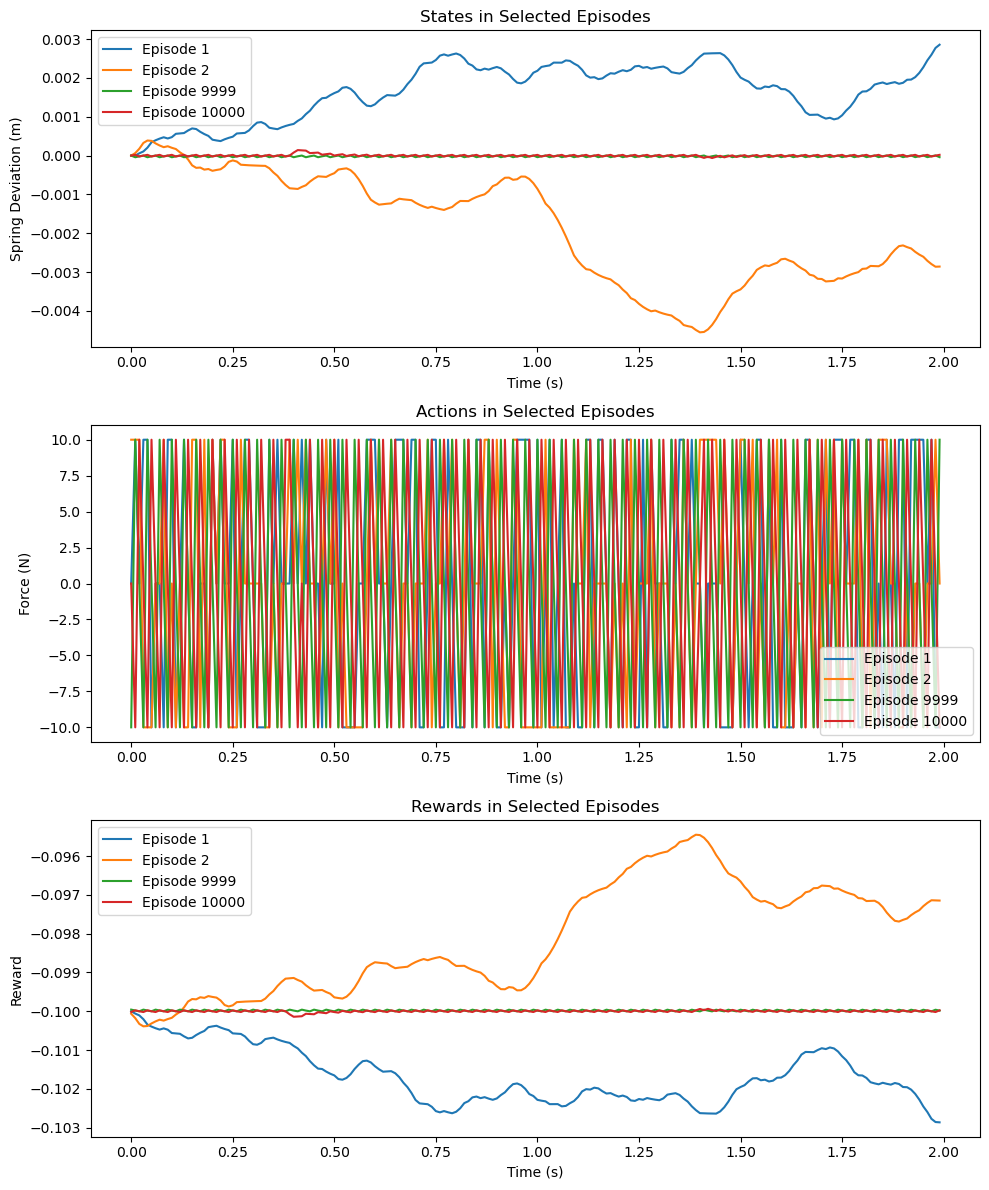 States in Selected Episodes
Episode 1
Episode 2
Episode 9999
Episode 10000
0.003
0.002
0.001
0.000
−0.001
−0.002
−0.003
−0.004
Spring Deviation (m)
0.00 0.25 0.50 0.75 1.00 1.25 1.50 1.75 2.00
Time (s)
Actions in Selected Episodes
10.0
7.5
5.0
2.5
0.0
−2.5
−5.0
−7.5
−10.0
Force (N)
Episode 1
Episode 2
Episode 9999
Episode 10000
0.00 0.25 0.50 0.75 1.00 1.25 1.50 1.75 2.00
Time (s)
Rewards in Selected Episodes
Episode 1
Episode 2
Episode 9999
Episode 10000
−0.096
−0.097
−0.098
−0.099
−0.100
−0.101
−0.102
−0.103
Reward
0.00 0.25 0.50 0.75 1.00 1.25 1.50 1.75 2.00
Time (s)